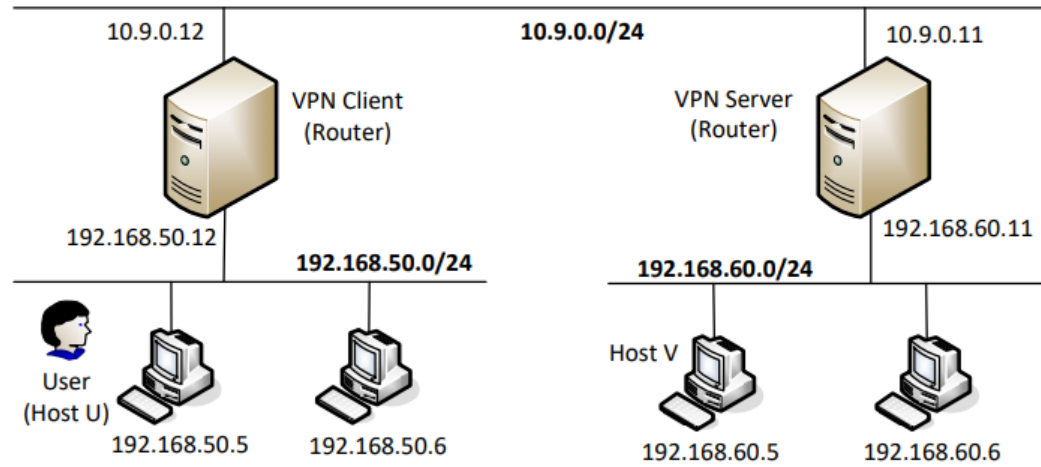 10.9.0.12
10.9.0.0/24
10.9.0.11
VPN Client
(Router)
VPN Server
(Router)
192.168.50.12
192.168.60.11
192.168.50.0/24
192.168.60.0/24
User
(Host U)
Host V
192.168.50.5
192.168.50.6
192.168.60.5
192.168.60.6